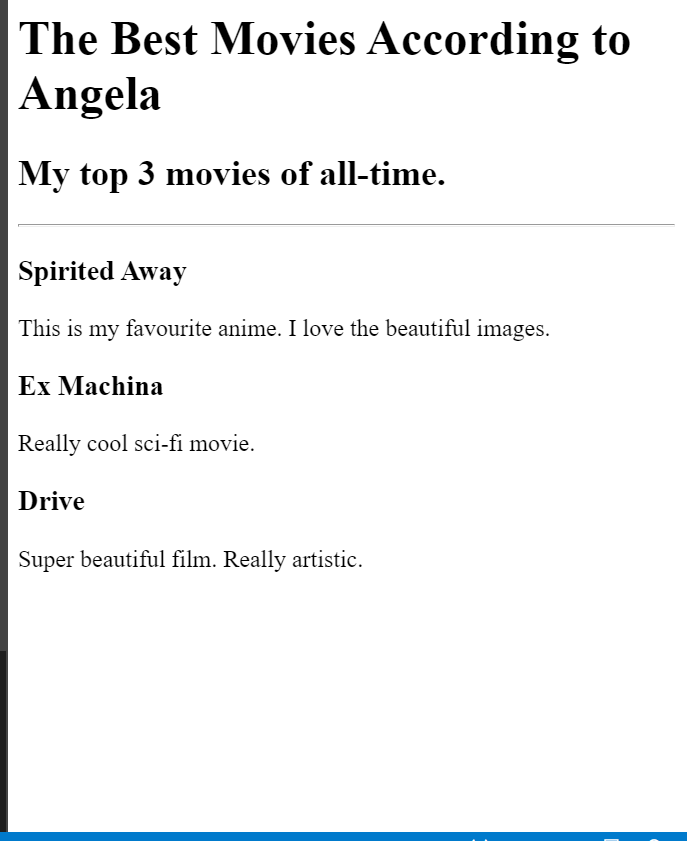 The Best Movies According to
Angela
My top 3 movies of all-time.
Spirited Away
This is my favourite anime. I love the beautiful images.
Ex Machina
Really cool sci-fi movie.
Drive
Super beautiful film. Really artistic.